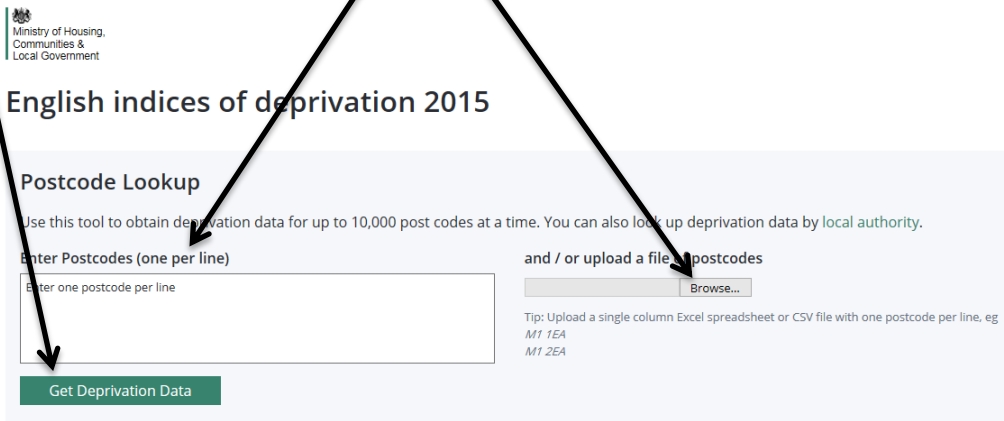 Ministry of Housing,
Communities &
Local Government
English indices of deprivation 2015
Postcode Lookup
Use this tool to obtain deprivation data for up to 10,000 post codes at a time. You can also look up deprivation data by local authority.
Enter Postcodes (one per line)
Enter one postcode per line
Get Deprivation Data
and / or upload a file of postcodes
Browse...
Tip: Upload a single column Excel spreadsheet or CSV file with one postcode per line, eg
M1 1EA
M1 2EA